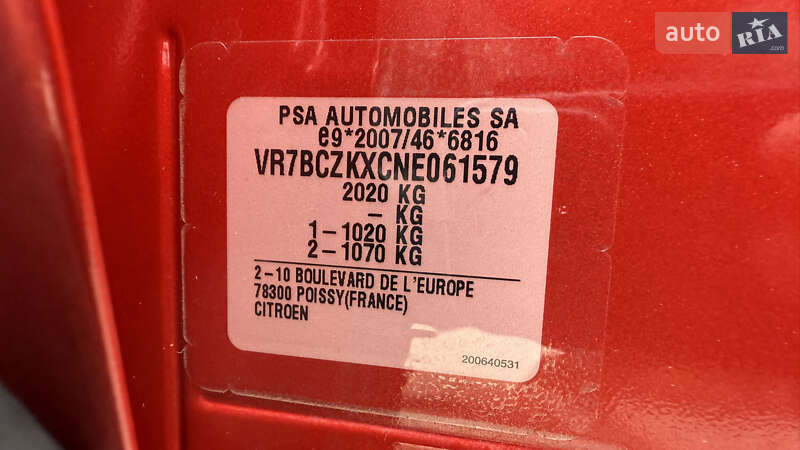 auto RIA.com
PSA AUTOMOBILES SA
e9*2007/46*6816
VR7BCZKXCNE061579
2020 KG
- KG
1-1020 KG
2-1070 KG
2-10 BOULEVARD DE L'EUROPE
78300 POISSY(FRANCE)
CITROEN
200640531